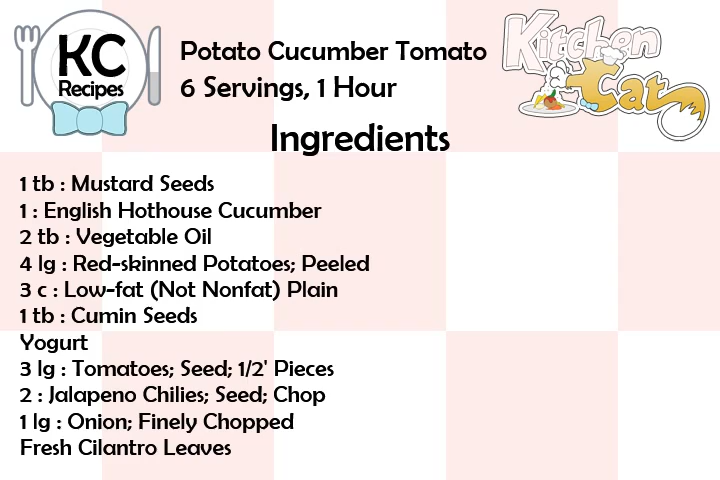 KC
Recipes
Potato Cucumber Tomato
6 Servings, 1 Hour
Kitchen
Cat
Ingredients
1 tb : Mustard Seeds
1 : English Hothouse Cucumber
2 tb : Vegetable Oil
4 lg : Red-skinned Potatoes; Peeled
3 c : Low-fat (Not Nonfat) Plain
1 tb : Cumin Seeds
Yogurt
3 lg : Tomatoes; Seed; 1/2' Pieces
2 : Jalapeno Chilies; Seed; Chop
1 lg : Onion; Finely Chopped
Fresh Cilantro Leaves